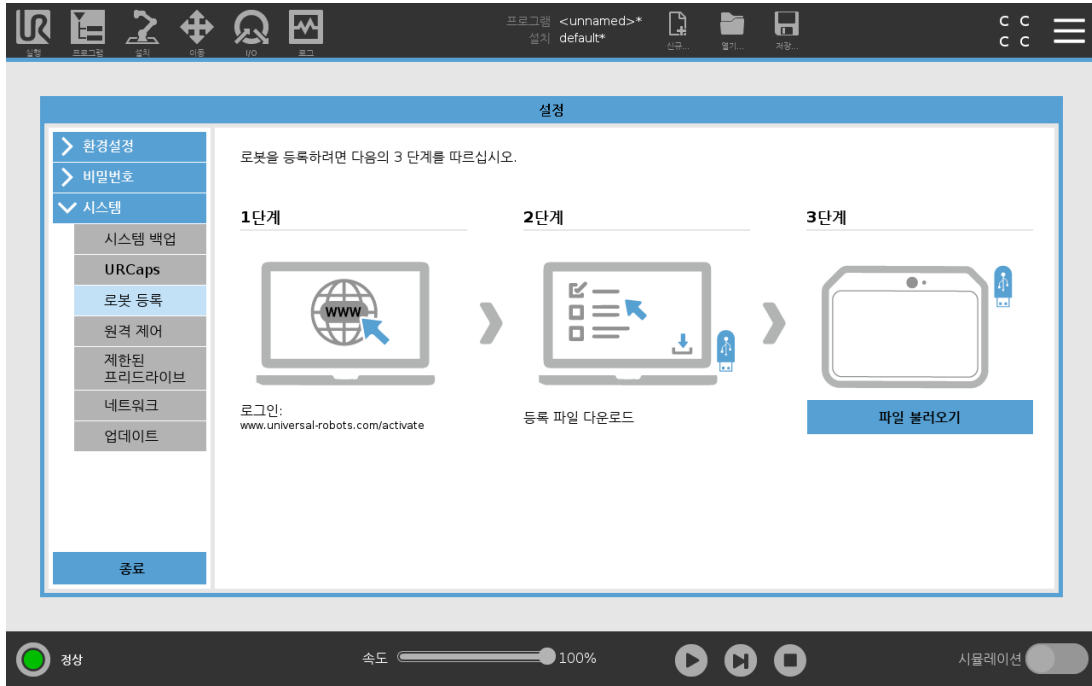 프로그램 <unnamed>*
설치 default*
실행
프로그램
설치
이동
I/O
로그
신규...
열기...
저장...
C C
C C
설정
환경설정
비밀번호
시스템
시스템 백업
URCaps
로봇 등록
원격 제어
제한된
프리드라이브
네트워크
업데이트
종료
로봇을 등록하려면 다음의 3 단계를 따르십시오.
1단계
2단계
3단계
WWW
로그인:
www.universal-robots.com/activate
등록 파일 다운로드
파일 불러오기
정상
속도
100%
시뮬레이션